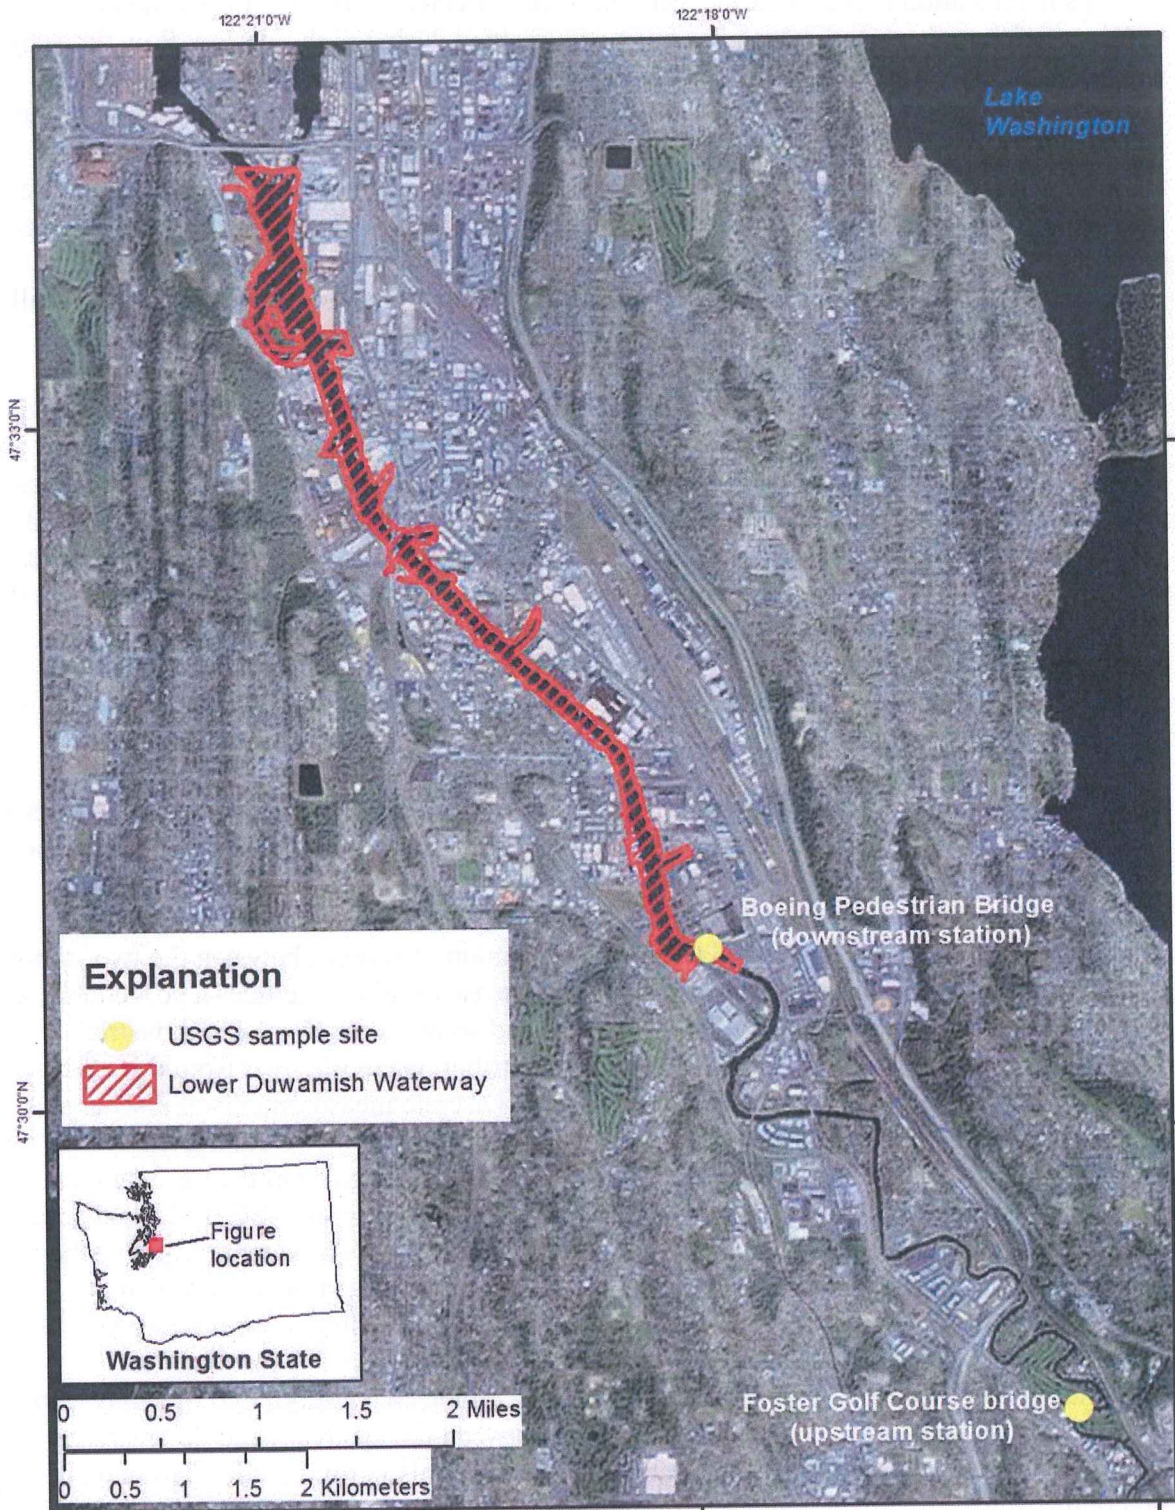 122°21'0"W
122°18'0"W
Lake
Washington
47°33'0"N
Boeing Pedestrian Bridge
(downstream station)
Explanation
USGS sample site
Lower Duwamish Waterway
47°30'0"N
Figure
location
Washington State
Foster Golf Course bridge
(upstream station)
0 0.5 1 1.5 2 Miles
0 0.5 1 1.5 2 Kilometers